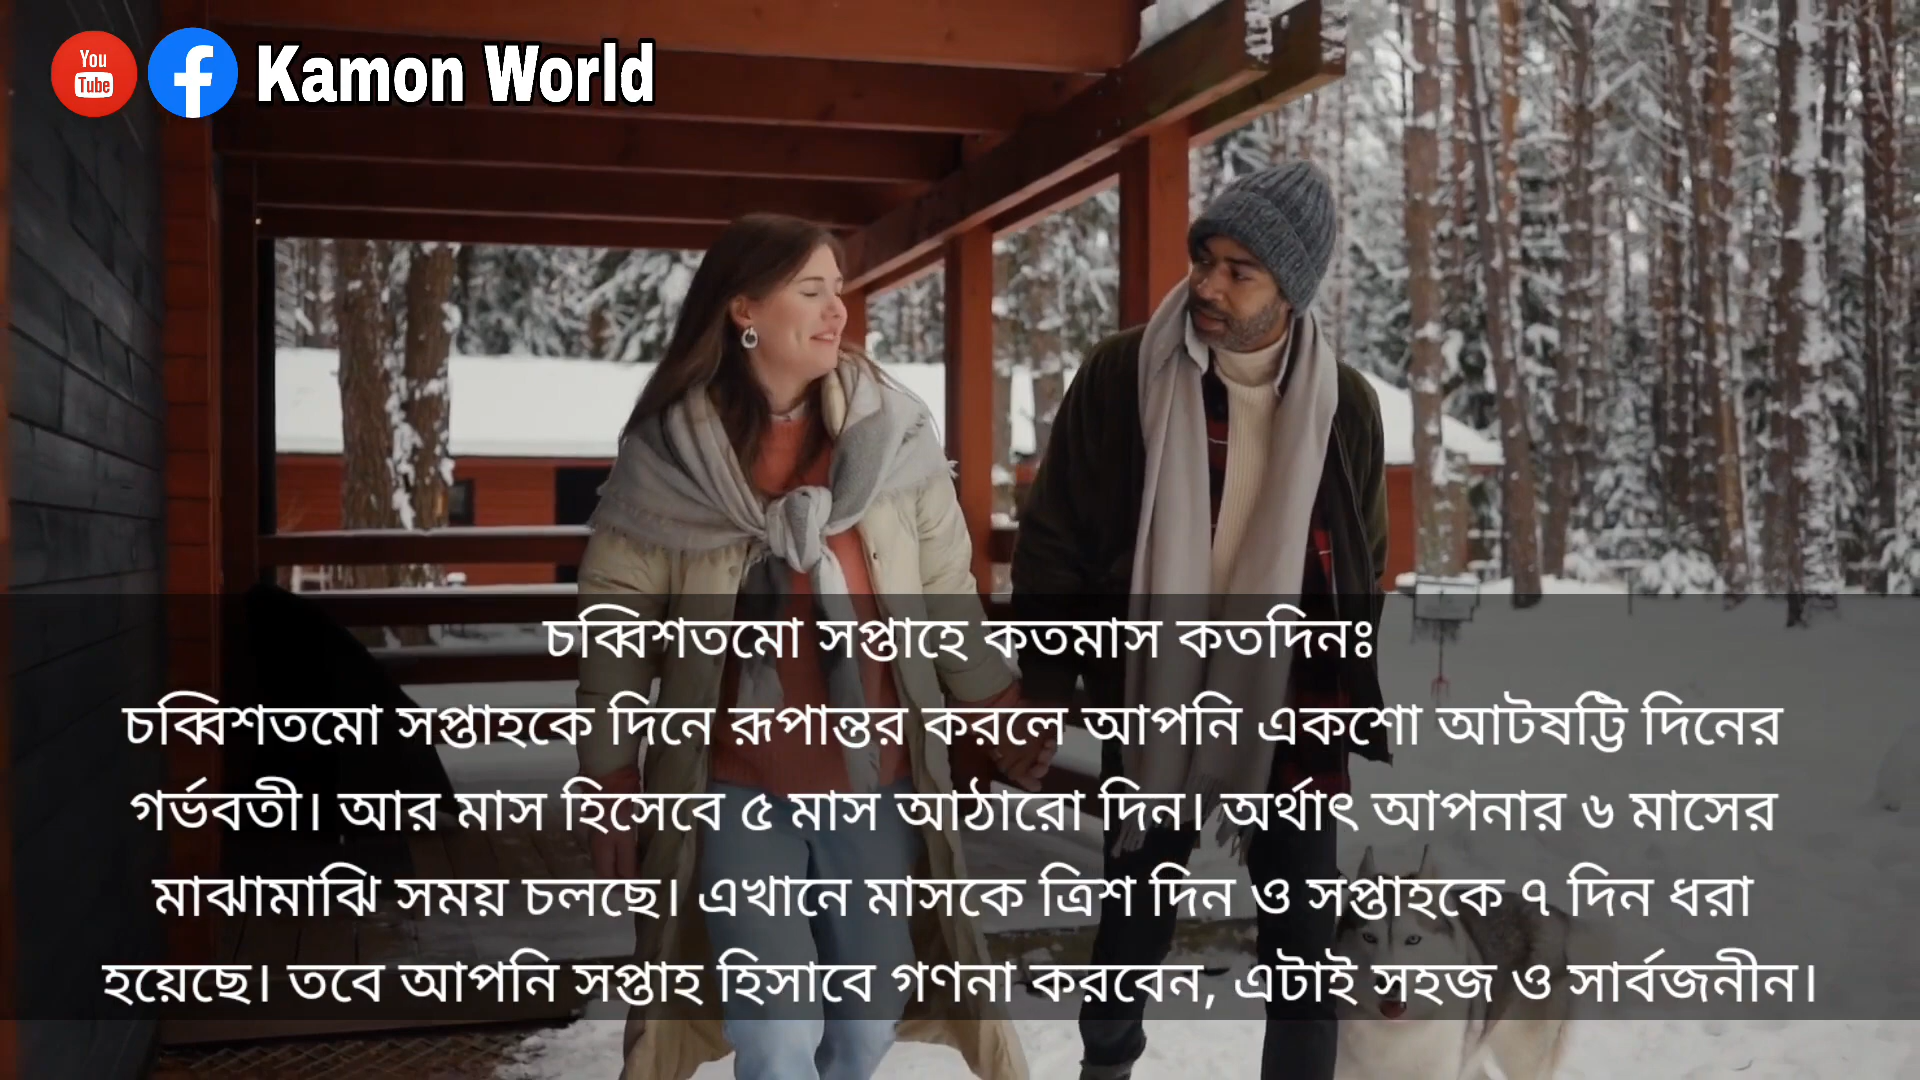 You
Tube
Kamon World
চব্বিশতমো সপ্তাহে কতমাস কতদিনঃ
চব্বিশতমো সপ্তাহকে দিনে রূপান্তর করলে আপনি একশো আটষট্টি দিনের
গর্ভবতী। আর মাস হিসেবে ৫ মাস আঠারো দিন। অর্থাৎ আপনার ৬ মাসের
মাঝামাঝি সময় চলছে। এখানে মাসকে ত্রিশ দিন ও সপ্তাহকে ৭ দিন ধরা
হয়েছে। তবে আপনি সপ্তাহ হিসাবে গণনা করবেন, এটাই সহজ ও সার্বজনীন।